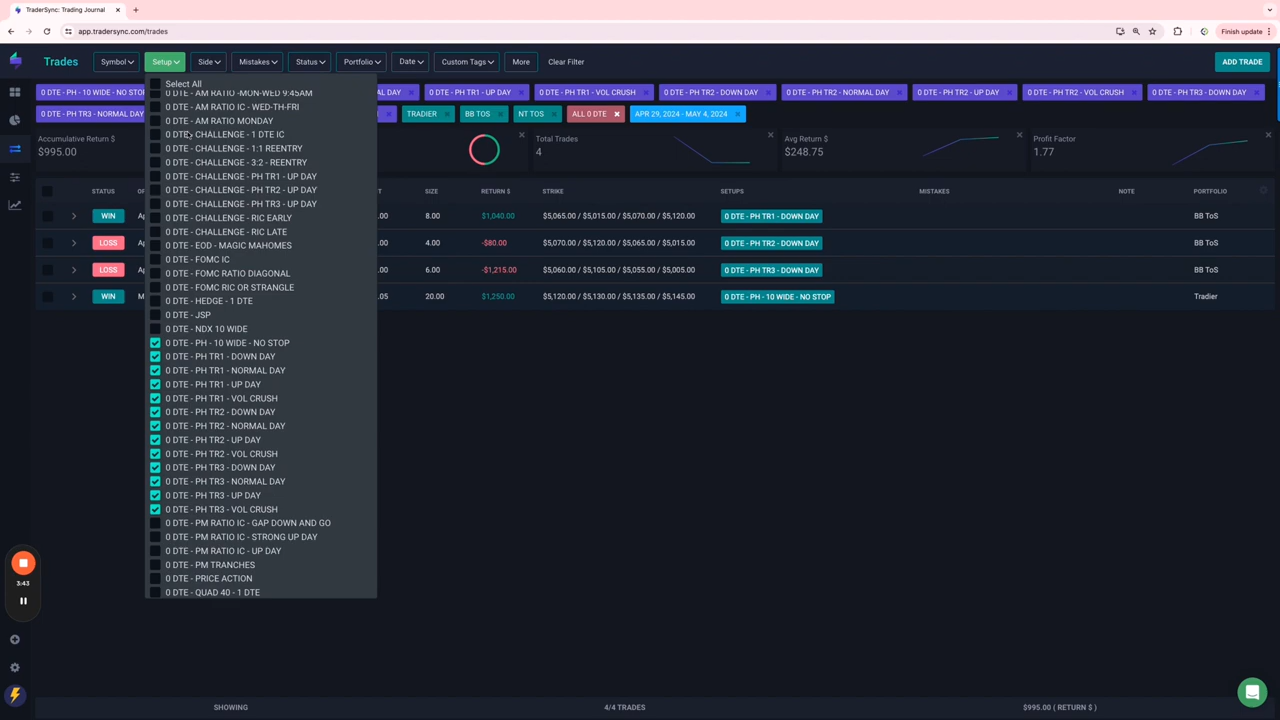 TraderSync: Trading Journal
app.tradersync.com/trades
Finish update
Trades
Symbol
Setup
Side
Mistakes
Status
Portfolio
Date
Custom Tags
More
Clear Filter
ADD TRADE
0 DTE - PH - 10 WIDE - NO STOP
0 DTE - PH TR1 - UP DAY
0 DTE - PH TR1 - VOL CRUSH
0 DTE - PH TR2 - DOWN DAY
0 DTE - PH TR2 - NORMAL DAY
0 DTE - PH TR2 - UP DAY
0 DTE - PH TR2 - VOL CRUSH
0 DTE - PH TR3 - DOWN DAY
0 DTE - PH TR3 - NORMAL DAY
TRADIER
BB TOS
NT TOS
ALL 0 DTE
APR 29, 2024 - MAY 4, 2024
Accumulative Return $
$995.00
Total Trades
4
Avg Return $
$248.75
Profit Factor
1.77
STATUS
SIZE
RETURN $
STRIKE
SETUPS
MISTAKES
NOTE
PORTFOLIO
WIN
8.00
$1,040.00
$5,065.00 / $5,015.00 / $5,070.00 / $5,120.00
0 DTE - PH TR1 - DOWN DAY
BB ToS
LOSS
4.00
-$80.00
$5,070.00 / $5,120.00 / $5,065.00 / $5,015.00
0 DTE - PH TR2 - DOWN DAY
BB ToS
LOSS
6.00
-$1,215.00
$5,060.00 / $5,105.00 / $5,055.00 / $5,005.00
0 DTE - PH TR3 - DOWN DAY
BB ToS
WIN
20.00
$1,250.00
$5,120.00 / $5,130.00 / $5,135.00 / $5,145.00
0 DTE - PH - 10 WIDE - NO STOP
Tradier
Select All
0 DTE - AM RATIO -MON-WED 9:45AM
0 DTE - AM RATIO IC - WED-TH-FRI
0 DTE - AM RATIO MONDAY
0 DTE - CHALLENGE - 1 DTE IC
0 DTE - CHALLENGE - 1:1 REENTRY
0 DTE - CHALLENGE - 3:2 - REENTRY
0 DTE - CHALLENGE - PH TR1 - UP DAY
0 DTE - CHALLENGE - PH TR2 - UP DAY
0 DTE - CHALLENGE - PH TR3 - UP DAY
0 DTE - CHALLENGE - RIC EARLY
0 DTE - CHALLENGE - RIC LATE
0 DTE - EOD - MAGIC MAHOMES
0 DTE - FOMC IC
0 DTE - FOMC RATIO DIAGONAL
0 DTE - FOMC RIC OR STRANGLE
0 DTE - HEDGE - 1 DTE
0 DTE - JSP
0 DTE - NDX 10 WIDE
0 DTE - PH - 10 WIDE - NO STOP
0 DTE - PH TR1 - DOWN DAY
0 DTE - PH TR1 - NORMAL DAY
0 DTE - PH TR1 - UP DAY
0 DTE - PH TR1 - VOL CRUSH
0 DTE - PH TR2 - DOWN DAY
0 DTE - PH TR2 - NORMAL DAY
0 DTE - PH TR2 - UP DAY
0 DTE - PH TR2 - VOL CRUSH
0 DTE - PH TR3 - DOWN DAY
0 DTE - PH TR3 - NORMAL DAY
0 DTE - PH TR3 - UP DAY
0 DTE - PH TR3 - VOL CRUSH
0 DTE - PM RATIO IC - GAP DOWN AND GO
0 DTE - PM RATIO IC - STRONG UP DAY
0 DTE - PM RATIO IC - UP DAY
0 DTE - PM TRANCHES
0 DTE - PRICE ACTION
0 DTE - QUAD 40 - 1 DTE
3:43
SHOWING
4/4 TRADES
$995.00 ( RETURN $ )